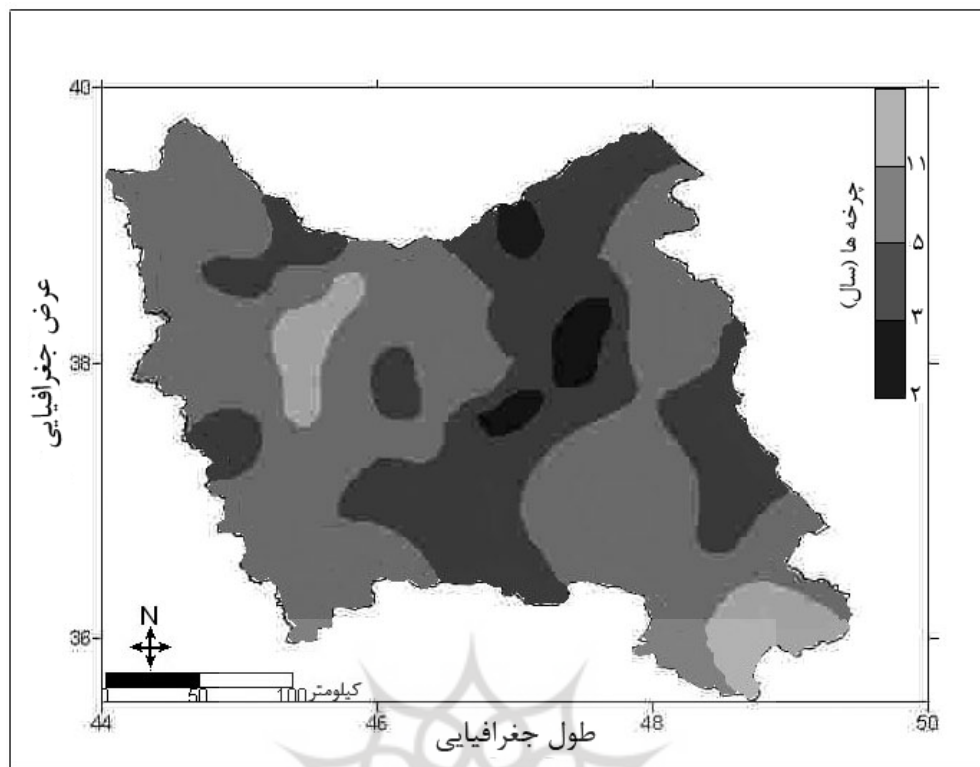 40
38
36
عرض جغرافیایی
چرخه ها (سال)
۱۱
۵
۳
۲
N
0 50 100 کیلومتر
44 46 48 50
طول جغرافیایی